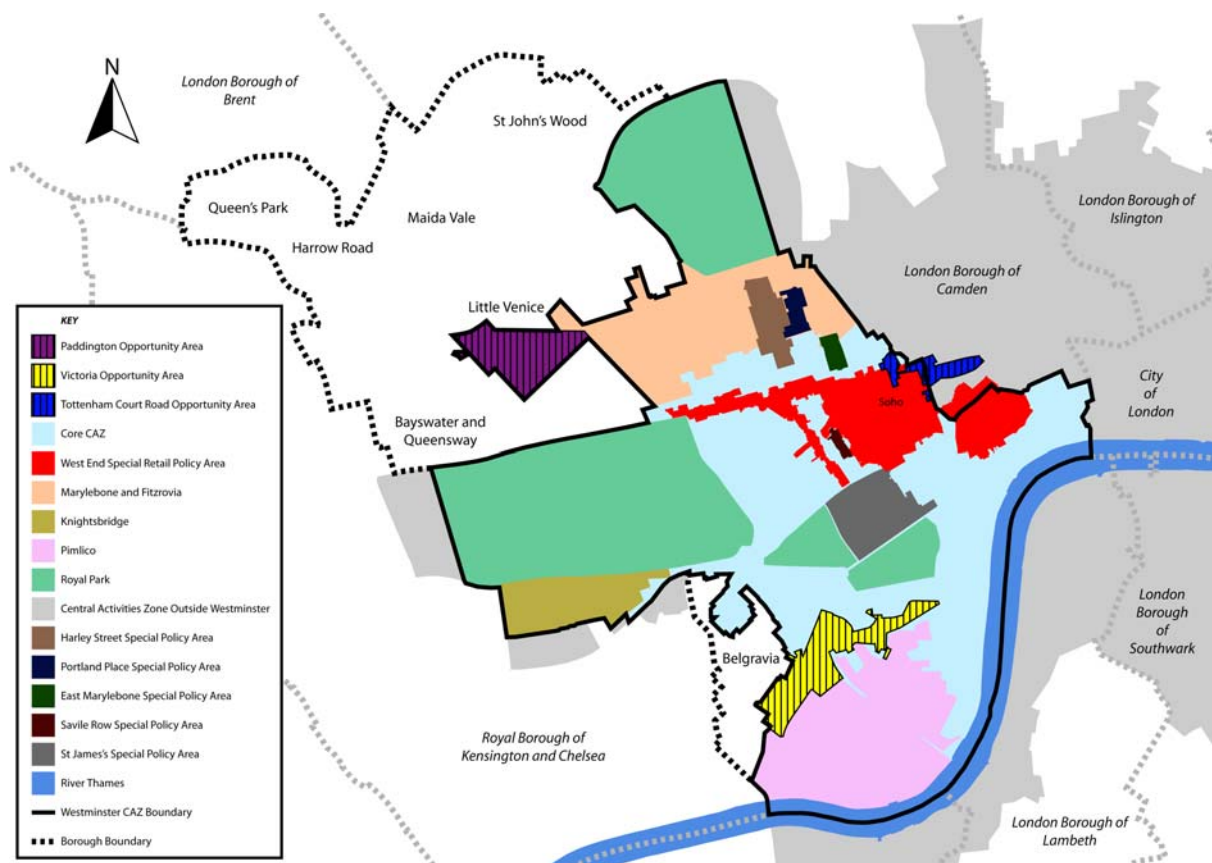 N
London Borough of
Brent
St John's Wood
Queen's Park
Maida Vale
Harrow Road
London Borough of
Islington
London Borough of
Camden
Little Venice
City
of
London
Soho
Bayswater and
Queensway
London
Borough
of
Southwark
Belgravia
Royal Borough of
Kensington and Chelsea
London Borough of
Lambeth
KEY
Paddington Opportunity Area
Victoria Opportunity Area
Tottenham Court Road Opportunity Area
Core CAZ
West End Special Retail Policy Area
Marylebone and Fitzrovia
Knightsbridge
Pimlico
Royal Park
Central Activities Zone Outside Westminster
Harley Street Special Policy Area
Portland Place Special Policy Area
East Marylebone Special Policy Area
Savile Row Special Policy Area
St James's Special Policy Area
River Thames
Westminster CAZ Boundary
Borough Boundary